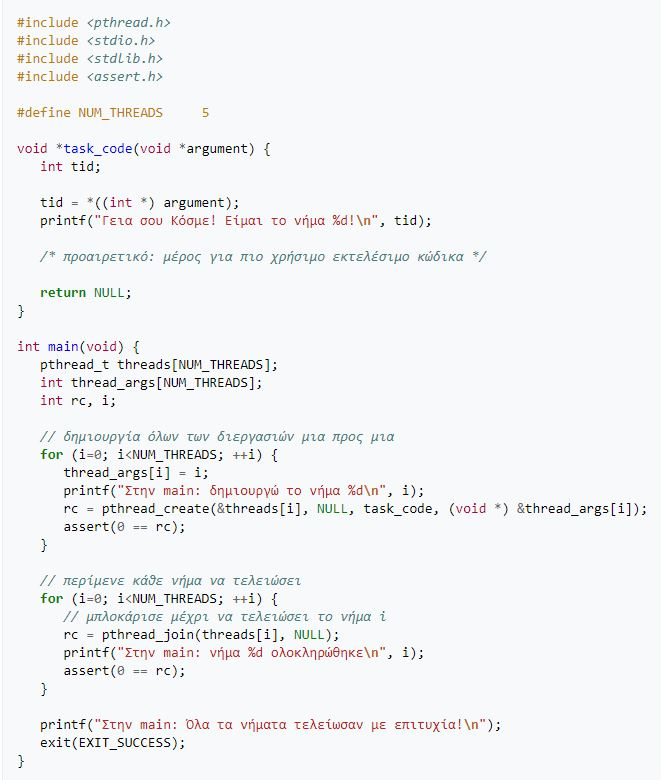 #include <pthread.h>
#include <stdio.h>
#include <stdlib.h>
#include <assert.h>
#define NUM_THREADS     5
void *task_code(void *argument) {
   int tid;
   tid = *((int *) argument);
   printf("Γεια σου Κόσμε! Είμαι το νήμα %d!\n", tid);
   /* προαιρετικό: μέρος για πιο χρήσιμο εκτελέσιμο κώδικα */
   return NULL;
}
int main(void) {
   pthread_t threads[NUM_THREADS];
   int thread_args[NUM_THREADS];
   int rc, i;
   // δημιουργία όλων των διεργασιών μια προς μια
   for (i=0; i<NUM_THREADS; ++i) {
      thread_args[i] = i;
      printf("Στην main: δημιουργώ το νήμα %d\n", i);
      rc = pthread_create(&threads[i], NULL, task_code, (void *) &thread_args[i]);
      assert(0 == rc);
   }
   // περίμενε κάθε νήμα να τελειώσει
   for (i=0; i<NUM_THREADS; ++i) {
      // μπλοκάρισε μέχρι να τελειώσει το νήμα i
      rc = pthread_join(threads[i], NULL);
      printf("Στην main: νήμα %d ολοκληρώθηκε\n", i);
      assert(0 == rc);
   }
   printf("Στην main: Όλα τα νήματα τελείωσαν με επιτυχία!\n");
   exit(EXIT_SUCCESS);
}